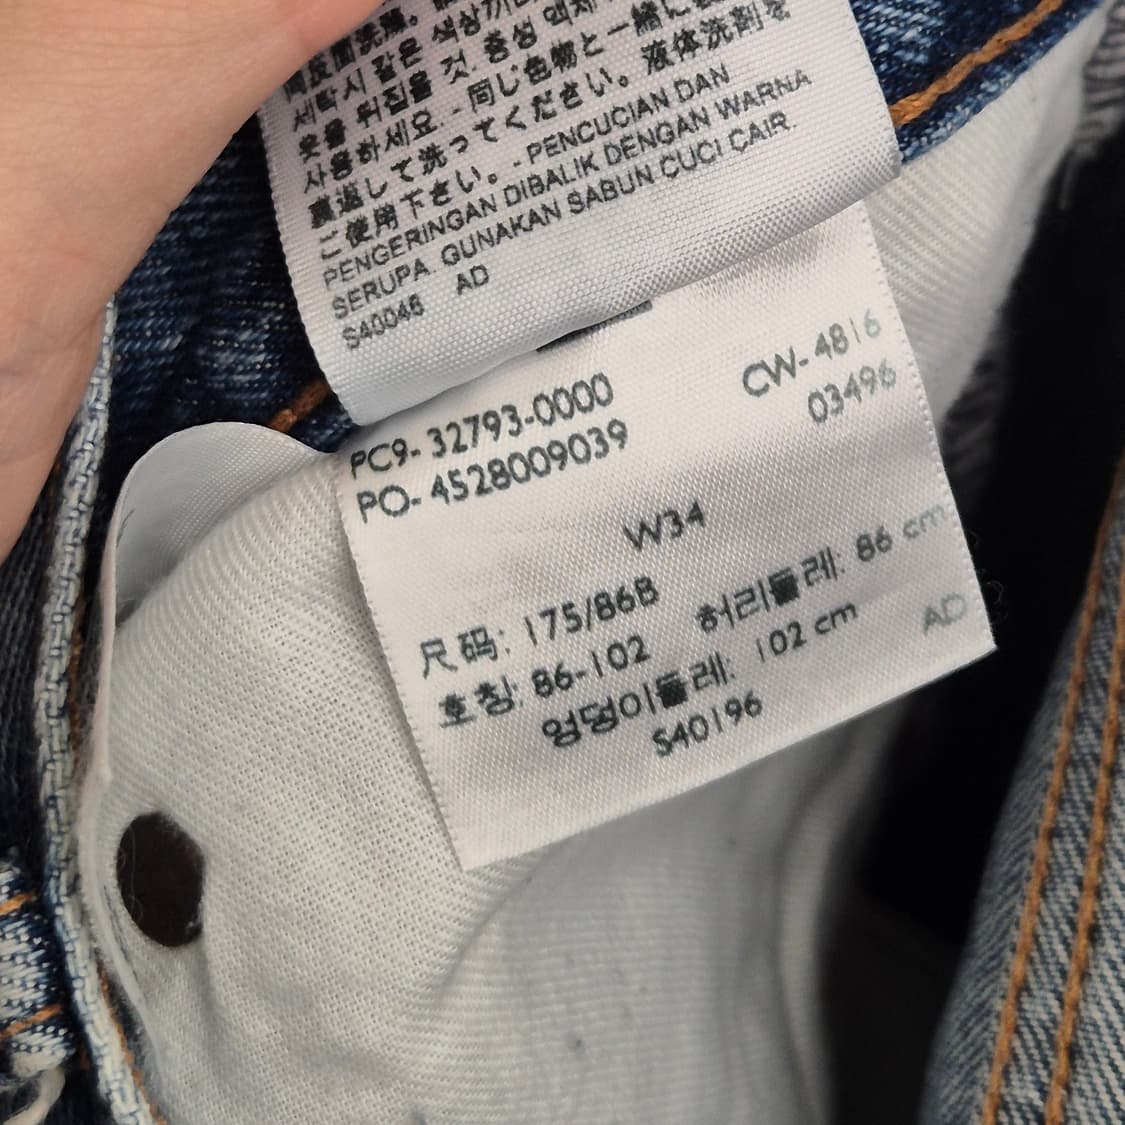 세탁시 같은 색상끼리
옷을 뒤집을 것. 중성 액체
사용하세요. - 同じ色物と一緒に
裏返して洗ってください。液体洗剤を
ご使用下さい。 - PENCUCIAN DAN
PENGERINGAN DIBALIK DENGAN WARNA
SERUPA. GUNAKAN SABUN CUCI CAIR.
S40046 AD
PC9- 32793-0000 CW- 4816
PO- 4528009039 03496
W34
尺码: 175/86B 허리둘레: 86 cm
호칭: 86-102 엉덩이둘레: 102 cm AD
S40196